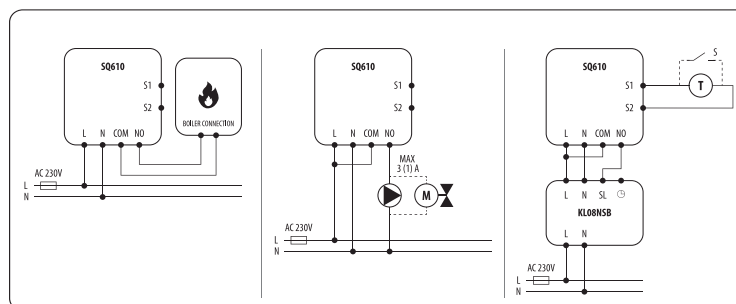 SQ610
S1
S2
L N COM NO
BOILER CONNECTION
AC 230V
L
N
SQ610
S1
S2
L N COM NO
MAX
3 (1) A
M
AC 230V
L
N
SQ610
S1
S2
S
T
L N COM NO
L N SL
KL08NSB
L N
AC 230V
L
N